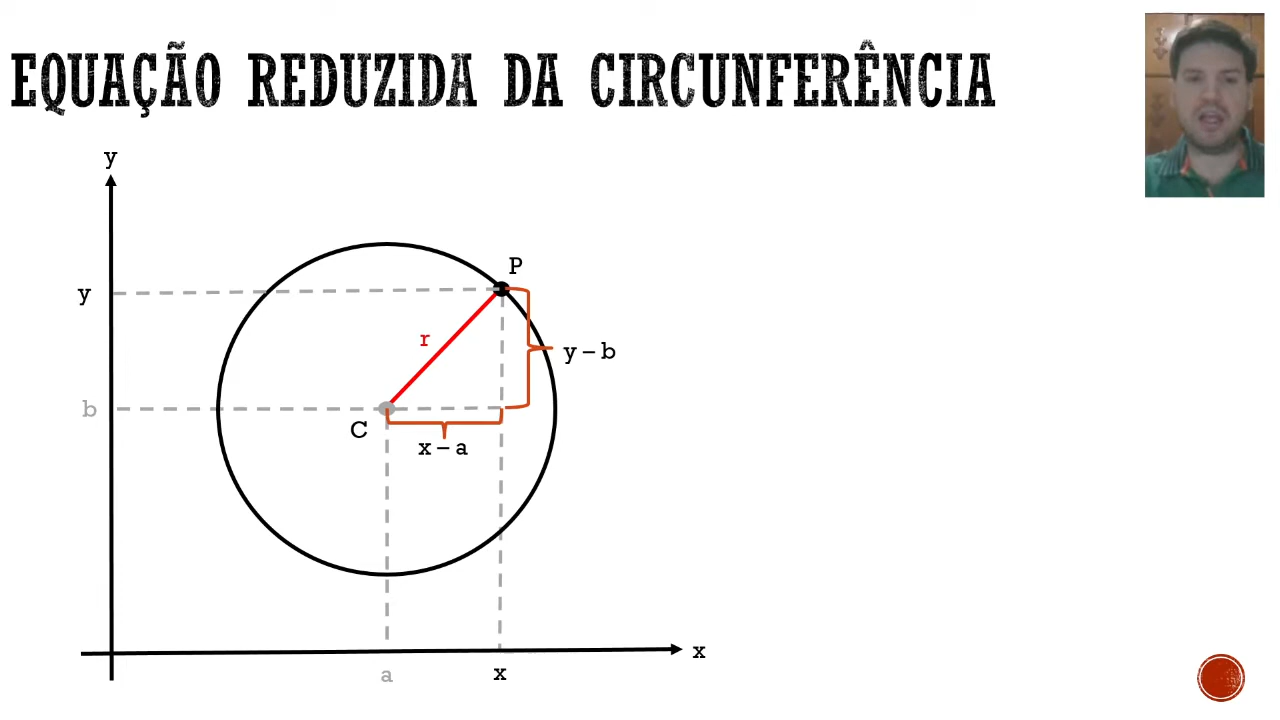 EQUAÇÃO REDUZIDA DA CIRCUNFERÊNCIA
y
P
y
r
y – b
b
C
x – a
x
a
x